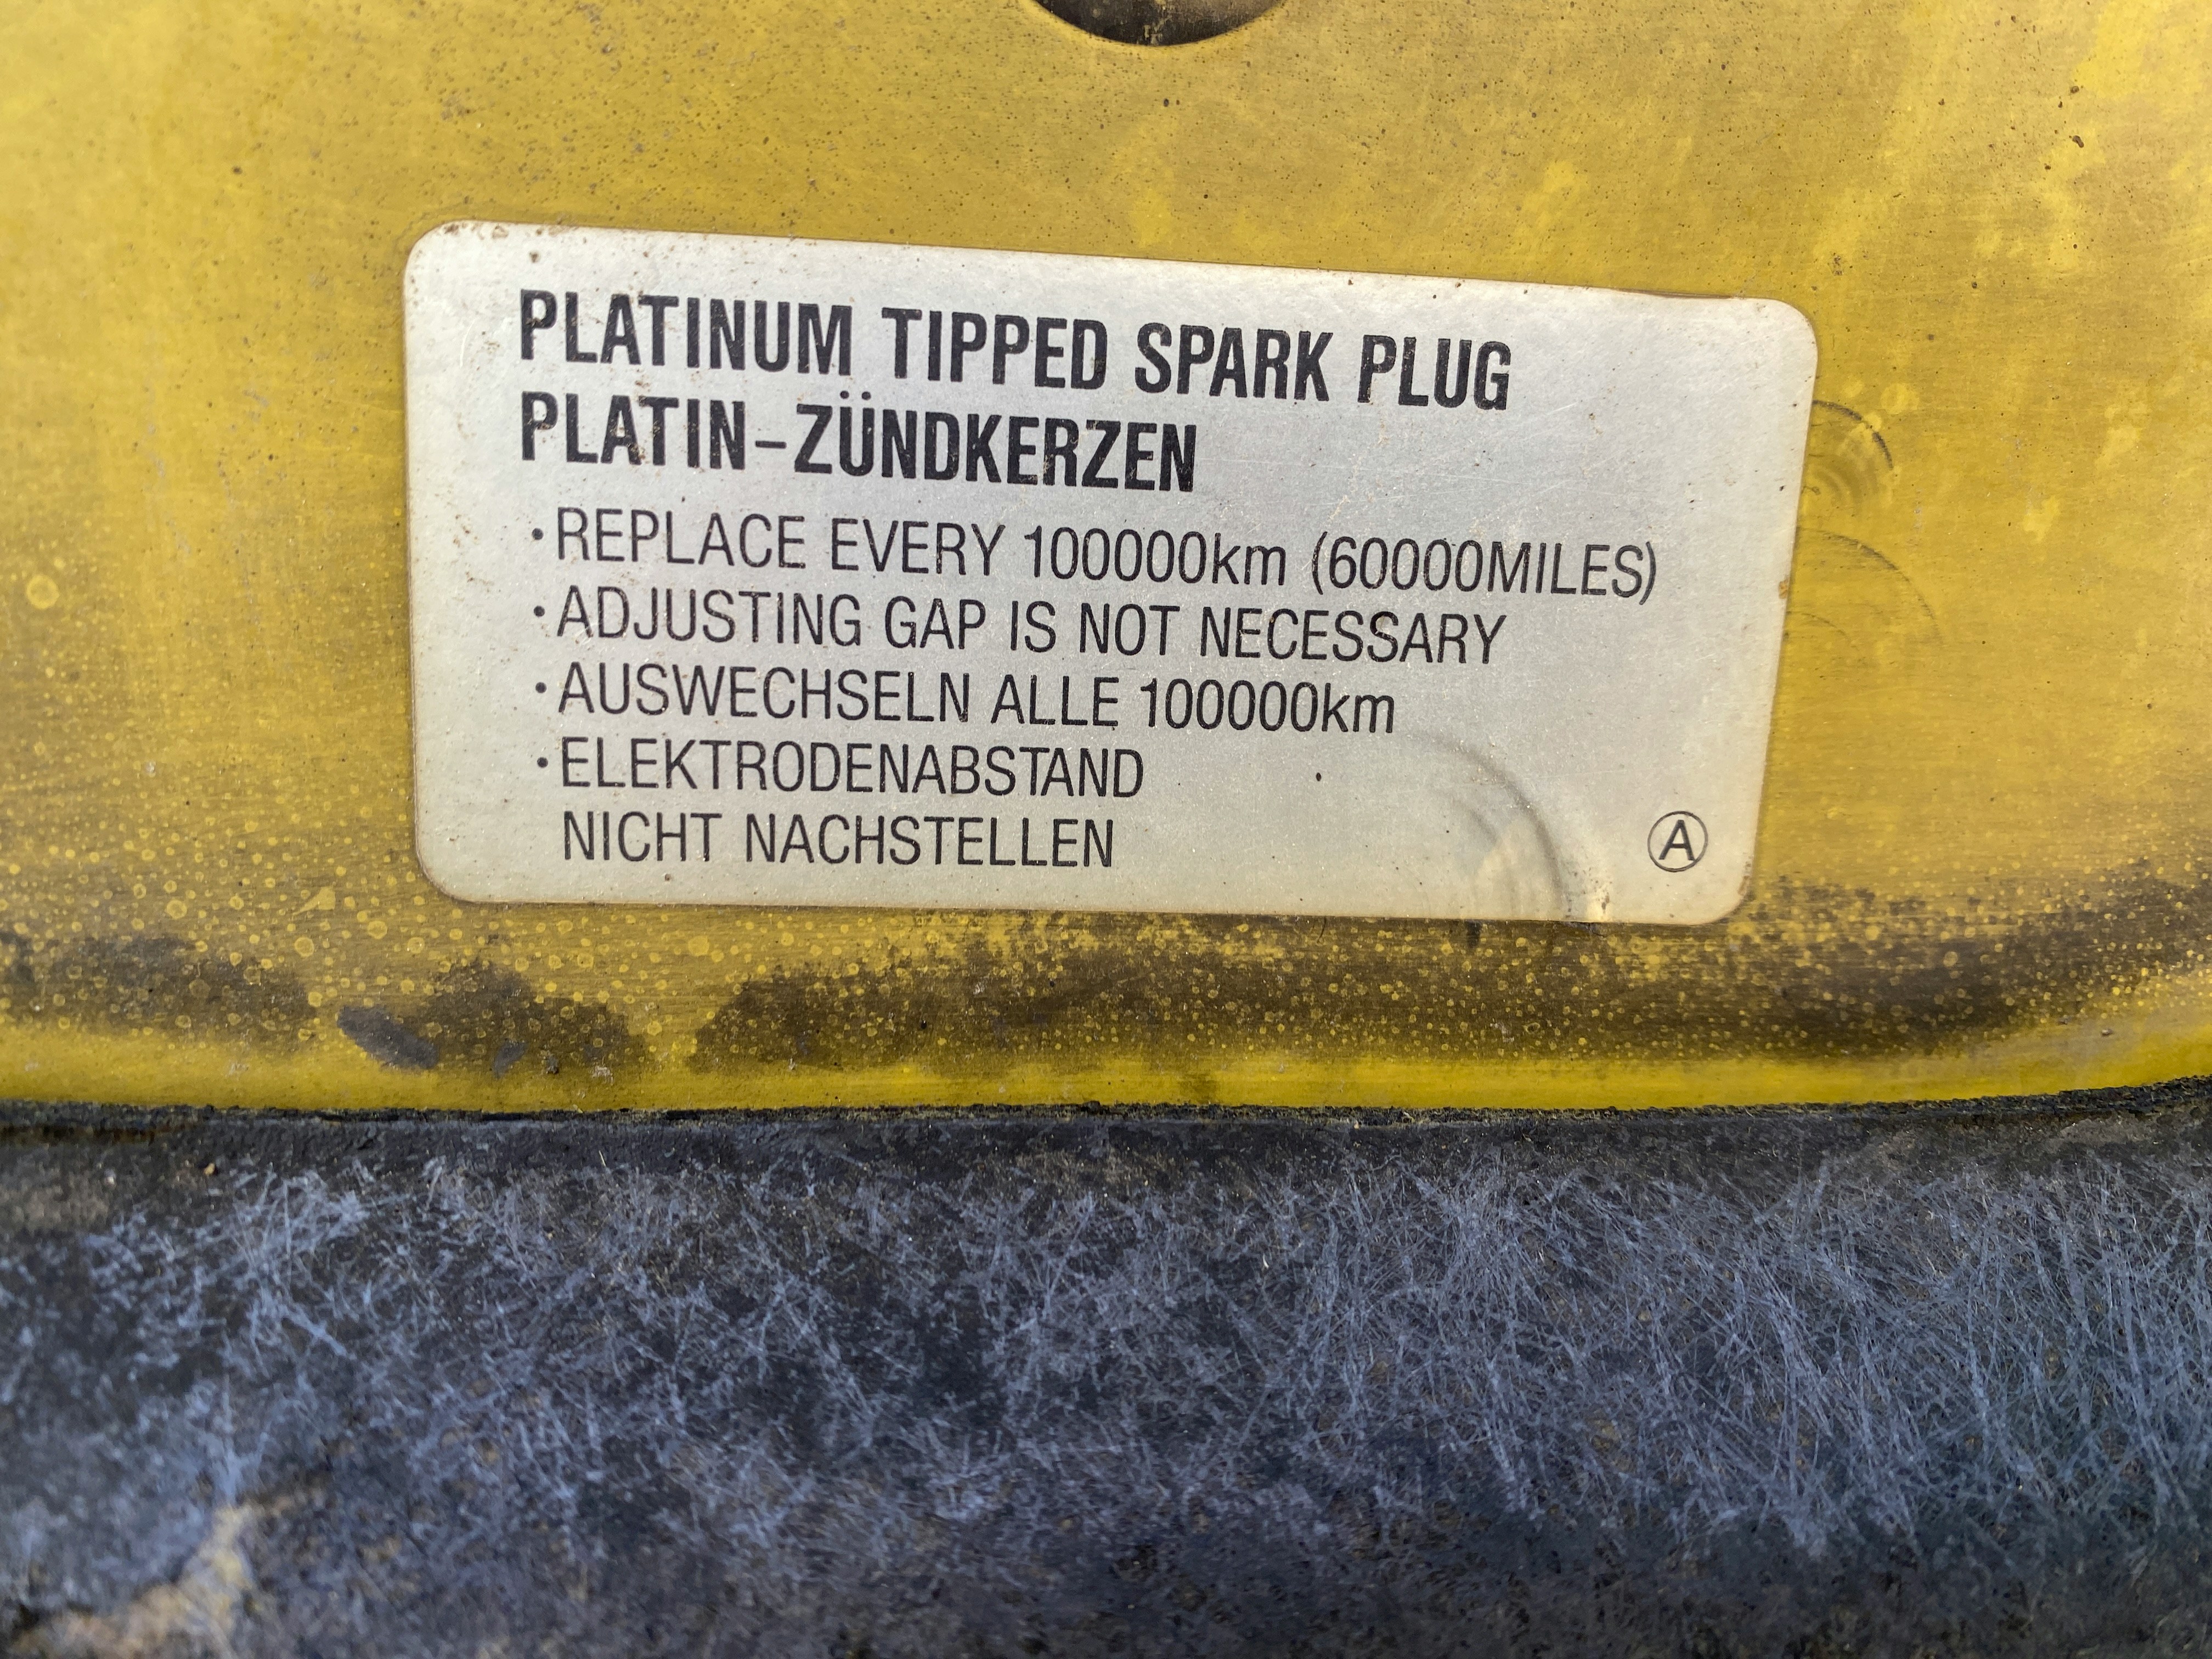 PLATINUM TIPPED SPARK PLUG
PLATIN-ZÜNDKERZEN
·REPLACE EVERY 100000km (60000MILES)
·ADJUSTING GAP IS NOT NECESSARY
·AUSWECHSELN ALLE 100000km
·ELEKTRODENABSTAND
NICHT NACHSTELLEN
Ⓐ